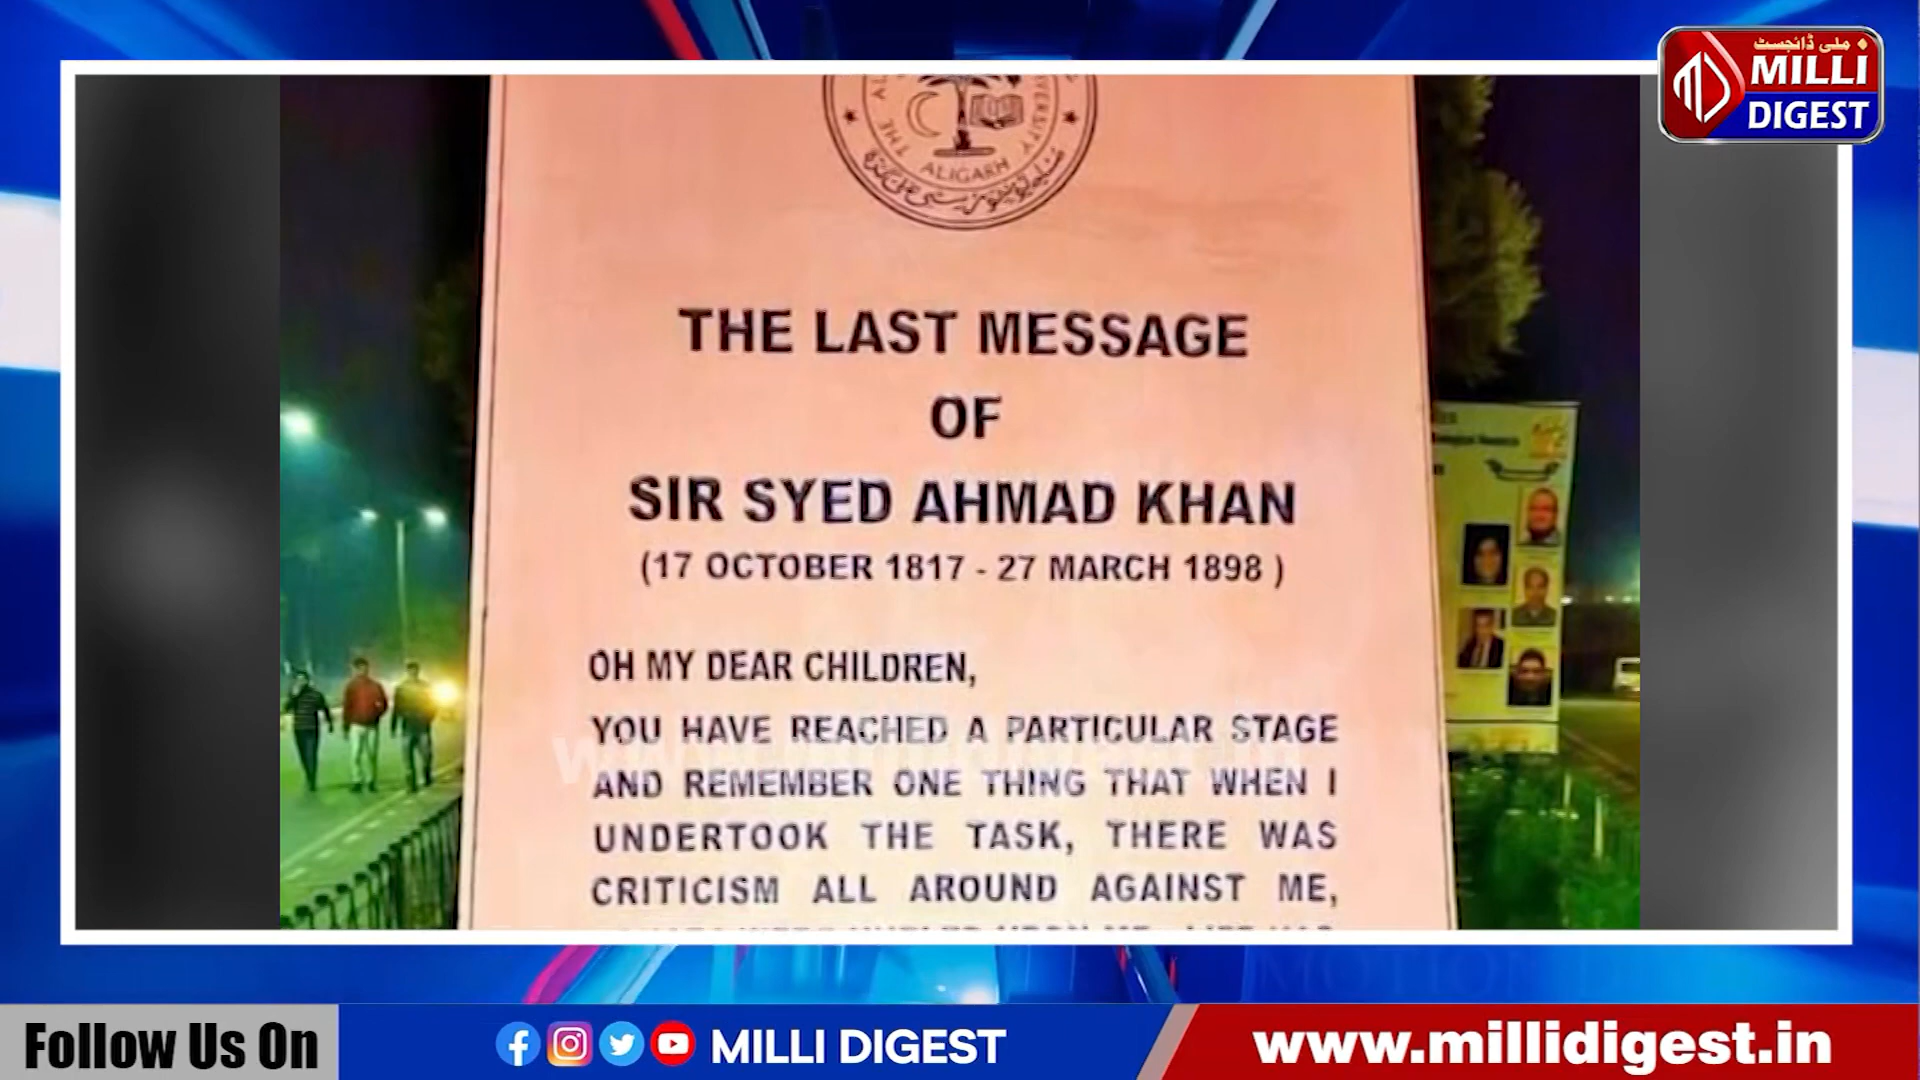 ملی ڈائجسٹ
MILLI
DIGEST
THE ALIGARH
VERSITY
THE LAST MESSAGE
OF
SIR SYED AHMAD KHAN
(17 OCTOBER 1817 - 27 MARCH 1898 )
OH MY DEAR CHILDREN,
YOU HAVE REACHED A PARTICULAR STAGE
AND REMEMBER ONE THING THAT WHEN I
UNDERTOOK THE TASK, THERE WAS
CRITICISM ALL AROUND AGAINST ME,
Follow Us On
MILLI DIGEST
www.millidigest.in